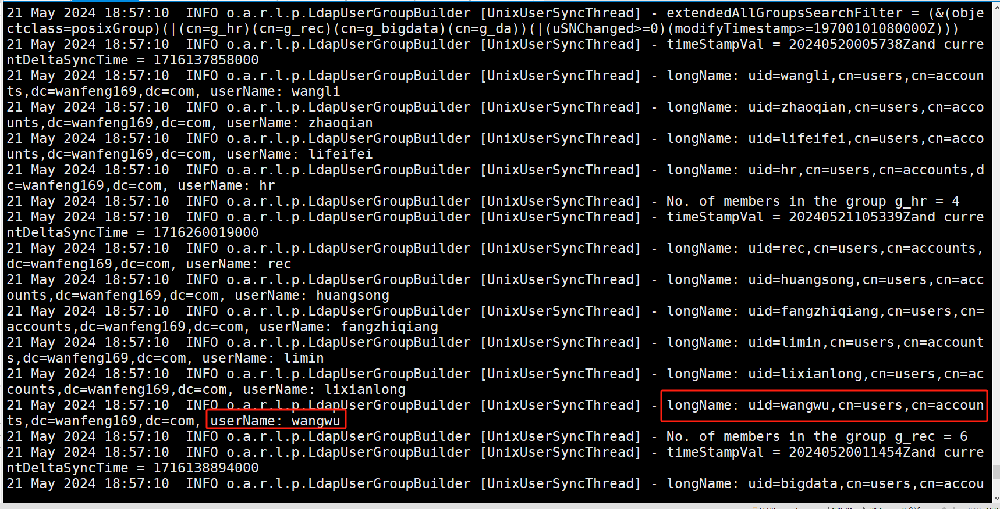 21 May 2024 18:57:10  INFO o.a.r.l.p.LdapUserGroupBuilder [UnixUserSyncThread] - extendedAllGroupsSearchFilter = (&(obje
ctclass=posixGroup)(|(cn=g_hr)(cn=g_rec)(cn=g_bigdata)(cn=g_da))(|(uSNChanged>=0)(modifyTimestamp>=19700101080000Z)))
21 May 2024 18:57:10  INFO o.a.r.l.p.LdapUserGroupBuilder [UnixUserSyncThread] - timeStampVal = 20240520005738Zand curre
ntDeltaSyncTime = 1716137858000
21 May 2024 18:57:10  INFO o.a.r.l.p.LdapUserGroupBuilder [UnixUserSyncThread] - longName: uid=wangli,cn=users,cn=accoun
ts,dc=wanfeng169,dc=com, userName: wangli
21 May 2024 18:57:10  INFO o.a.r.l.p.LdapUserGroupBuilder [UnixUserSyncThread] - longName: uid=zhaoqian,cn=users,cn=acco
unts,dc=wanfeng169,dc=com, userName: zhaoqian
21 May 2024 18:57:10  INFO o.a.r.l.p.LdapUserGroupBuilder [UnixUserSyncThread] - longName: uid=lifeifei,cn=users,cn=acco
unts,dc=wanfeng169,dc=com, userName: lifeifei
21 May 2024 18:57:10  INFO o.a.r.l.p.LdapUserGroupBuilder [UnixUserSyncThread] - longName: uid=hr,cn=users,cn=accounts,d
c=wanfeng169,dc=com, userName: hr
21 May 2024 18:57:10  INFO o.a.r.l.p.LdapUserGroupBuilder [UnixUserSyncThread] - No. of members in the group g_hr = 4
21 May 2024 18:57:10  INFO o.a.r.l.p.LdapUserGroupBuilder [UnixUserSyncThread] - timeStampVal = 20240521105339Zand curre
ntDeltaSyncTime = 1716260019000
21 May 2024 18:57:10  INFO o.a.r.l.p.LdapUserGroupBuilder [UnixUserSyncThread] - longName: uid=rec,cn=users,cn=accounts,
dc=wanfeng169,dc=com, userName: rec
21 May 2024 18:57:10  INFO o.a.r.l.p.LdapUserGroupBuilder [UnixUserSyncThread] - longName: uid=huangsong,cn=users,cn=acc
ounts,dc=wanfeng169,dc=com, userName: huangsong
21 May 2024 18:57:10  INFO o.a.r.l.p.LdapUserGroupBuilder [UnixUserSyncThread] - longName: uid=fangzhiqiang,cn=users,cn=
accounts,dc=wanfeng169,dc=com, userName: fangzhiqiang
21 May 2024 18:57:10  INFO o.a.r.l.p.LdapUserGroupBuilder [UnixUserSyncThread] - longName: uid=limin,cn=users,cn=account
s,dc=wanfeng169,dc=com, userName: limin
21 May 2024 18:57:10  INFO o.a.r.l.p.LdapUserGroupBuilder [UnixUserSyncThread] - longName: uid=lixianlong,cn=users,cn=ac
counts,dc=wanfeng169,dc=com, userName: lixianlong
21 May 2024 18:57:10  INFO o.a.r.l.p.LdapUserGroupBuilder [UnixUserSyncThread] - longName: uid=wangwu,cn=users,cn=accoun
ts,dc=wanfeng169,dc=com, userName: wangwu
21 May 2024 18:57:10  INFO o.a.r.l.p.LdapUserGroupBuilder [UnixUserSyncThread] - No. of members in the group g_rec = 6
21 May 2024 18:57:10  INFO o.a.r.l.p.LdapUserGroupBuilder [UnixUserSyncThread] - timeStampVal = 20240520011454Zand curre
ntDeltaSyncTime = 1716138894000
21 May 2024 18:57:10  INFO o.a.r.l.p.LdapUserGroupBuilder [UnixUserSyncThread] - longName: uid=bigdata,cn=users,cn=accou